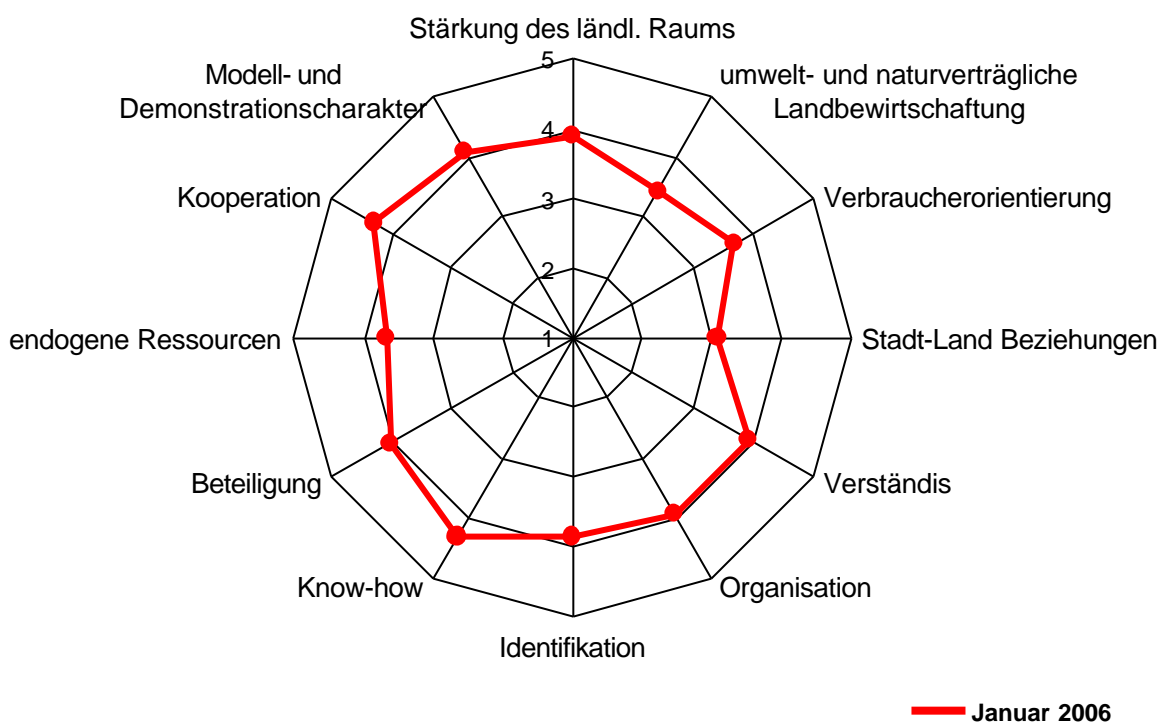 Stärkung des ländl. Raums
5
Modell- und
Demonstrationscharakter
umwelt- und naturverträgliche
Landbewirtschaftung
4
Kooperation
3
Verbraucherorientierung
2
endogene Ressourcen
1
Stadt-Land Beziehungen
Beteiligung
Verständis
Know-how
Organisation
Identifikation
Januar 2006